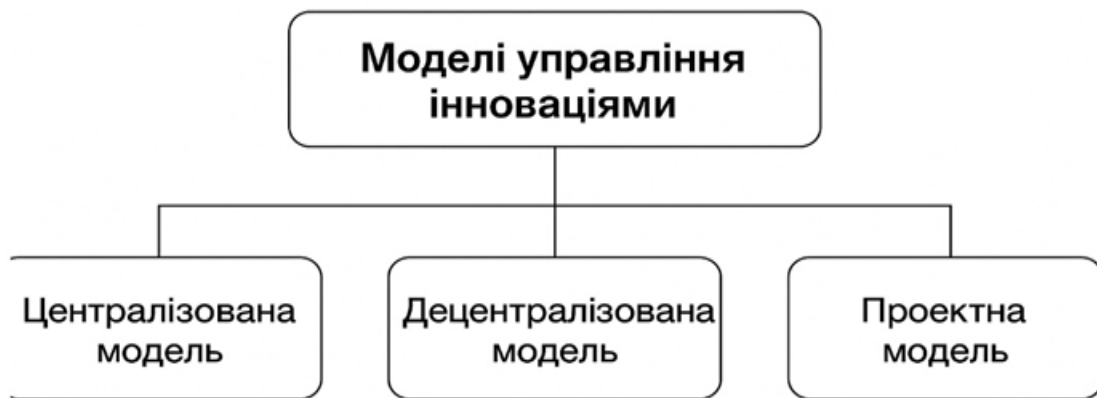 Моделі управління
інноваціями
Централізована
модель
Децентралізована
модель
Проектна
модель